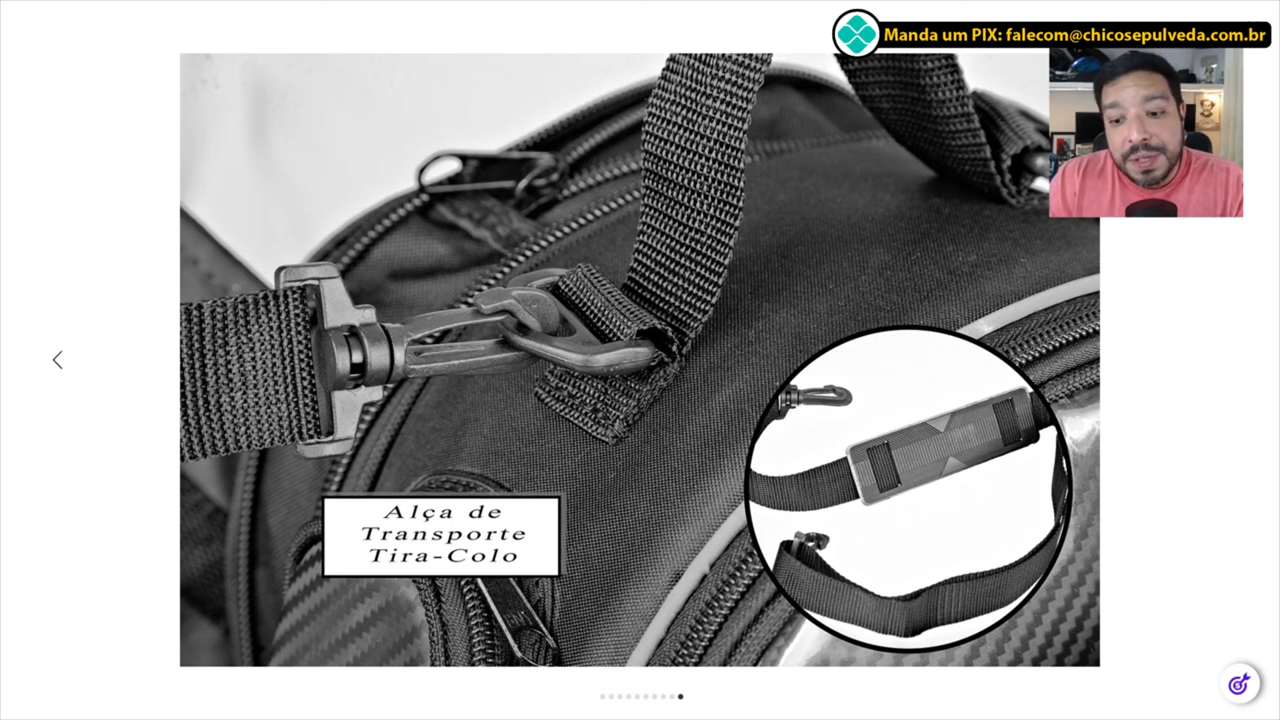 Manda um PIX: falecom@chicosepulveda.com.br
Alça de
Transporte
Tira-Colo